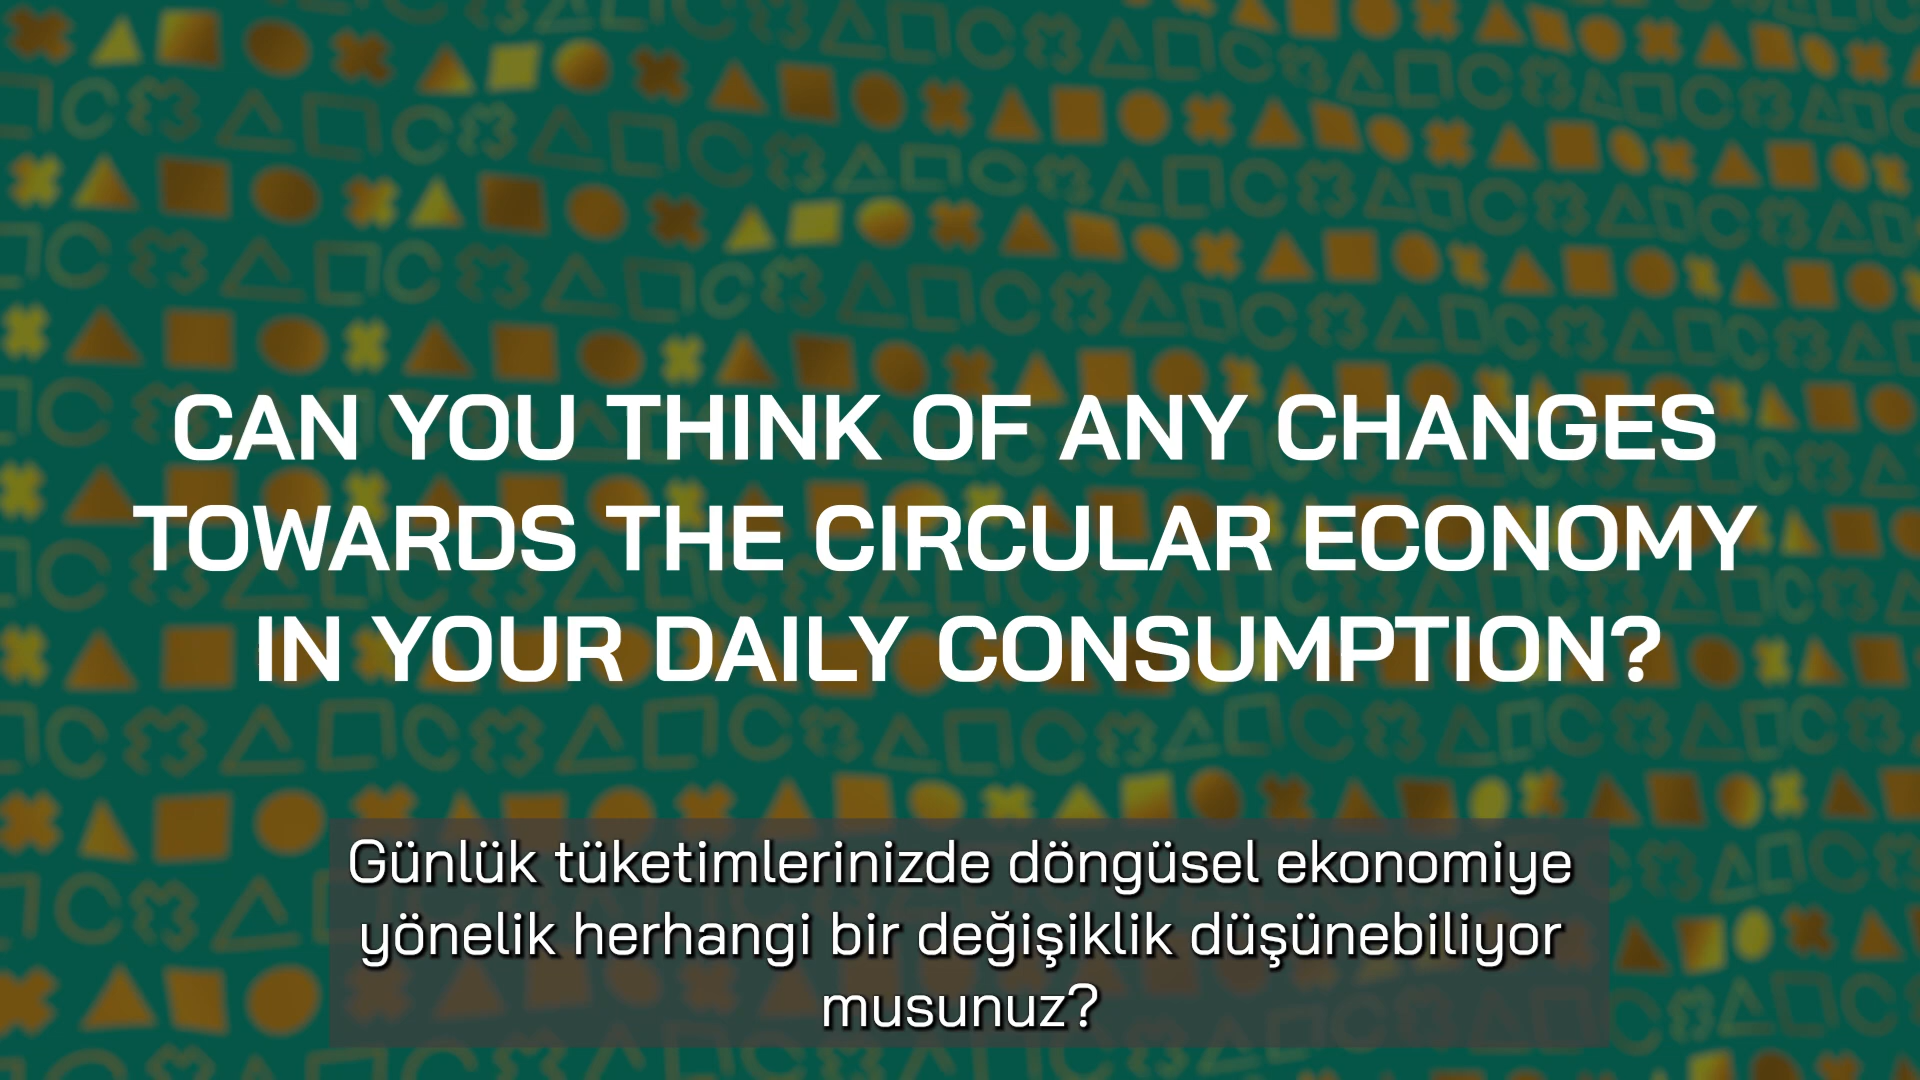 CAN YOU THINK OF ANY CHANGES
TOWARDS THE CIRCULAR ECONOMY
IN YOUR DAILY CONSUMPTION?
Günlük tüketimlerinizde döngüsel ekonomiye
yönelik herhangi bir değişiklik düşünebiliyor
musunuz?